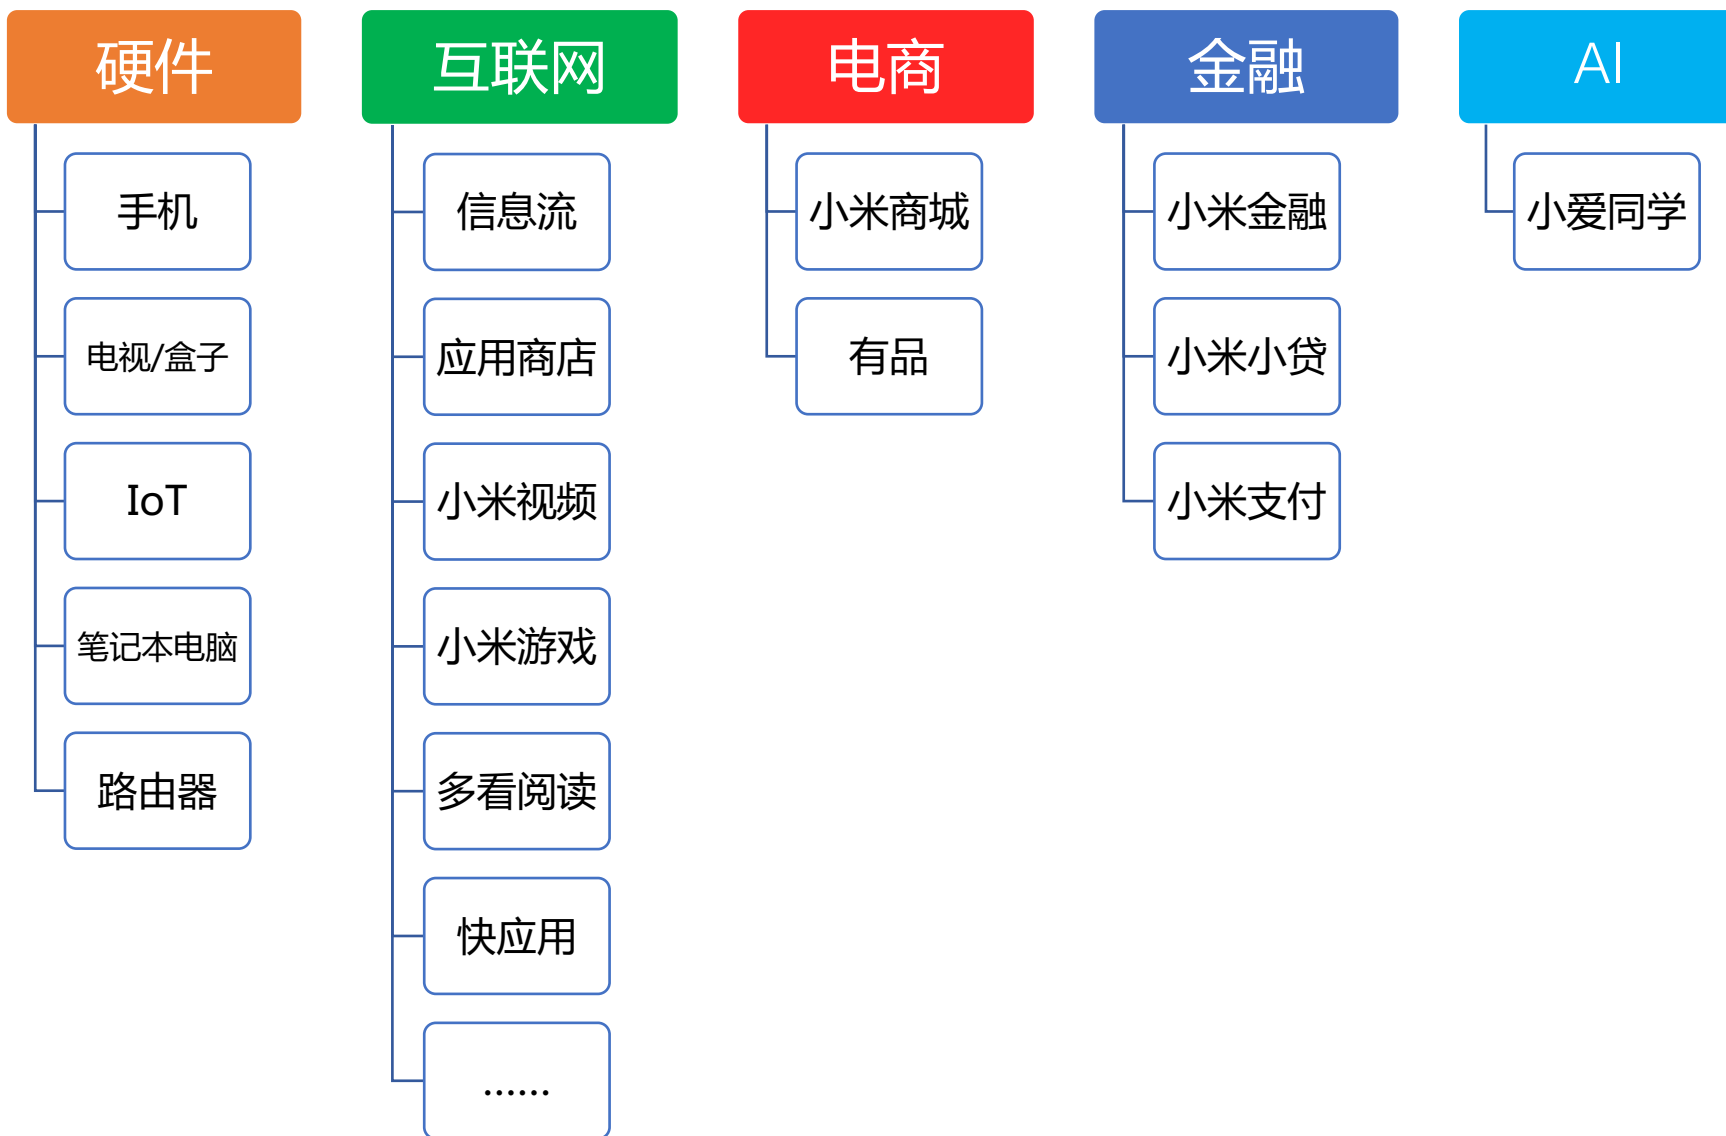 硬件
手机
电视/盒子
IoT
笔记本电脑
路由器
互联网
信息流
应用商店
小米视频
小米游戏
多看阅读
快应用
......
电商
小米商城
有品
金融
小米金融
小米小贷
小米支付
AI
小爱同学